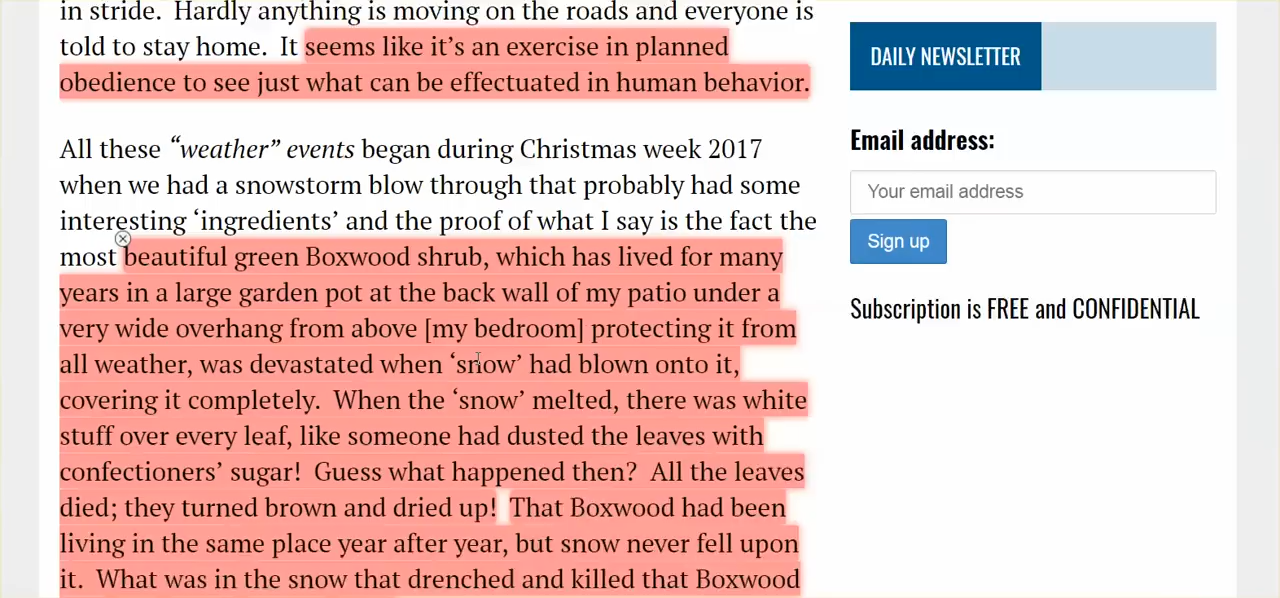 in stride.  Hardly anything is moving on the roads and everyone is
told to stay home.  It seems like it’s an exercise in planned
obedience to see just what can be effectuated in human behavior.
All these “weather” events began during Christmas week 2017
when we had a snowstorm blow through that probably had some
interesting ‘ingredients’ and the proof of what I say is the fact the
most beautiful green Boxwood shrub, which has lived for many
years in a large garden pot at the back wall of my patio under a
very wide overhang from above [my bedroom] protecting it from
all weather, was devastated when ‘snow’ had blown onto it,
covering it completely.  When the ‘snow’ melted, there was white
stuff over every leaf, like someone had dusted the leaves with
confectioners’ sugar!  Guess what happened then?  All the leaves
died; they turned brown and dried up!  That Boxwood had been
living in the same place year after year, but snow never fell upon
it.  What was in the snow that drenched and killed that Boxwood
DAILY NEWSLETTER
Email address:
Your email address
Sign up
Subscription is FREE and CONFIDENTIAL